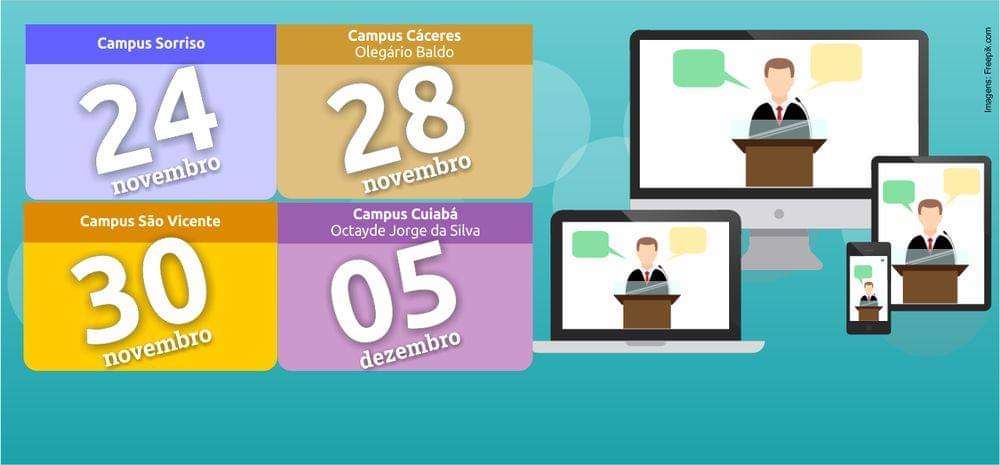 Campus Sorriso
24
novembro
Campus Cáceres
Olegário Baldo
28
novembro
Campus São Vicente
30
novembro
Campus Cuiabá
Octayde Jorge da Silva
05
dezembro
Imagens: Freepik.com